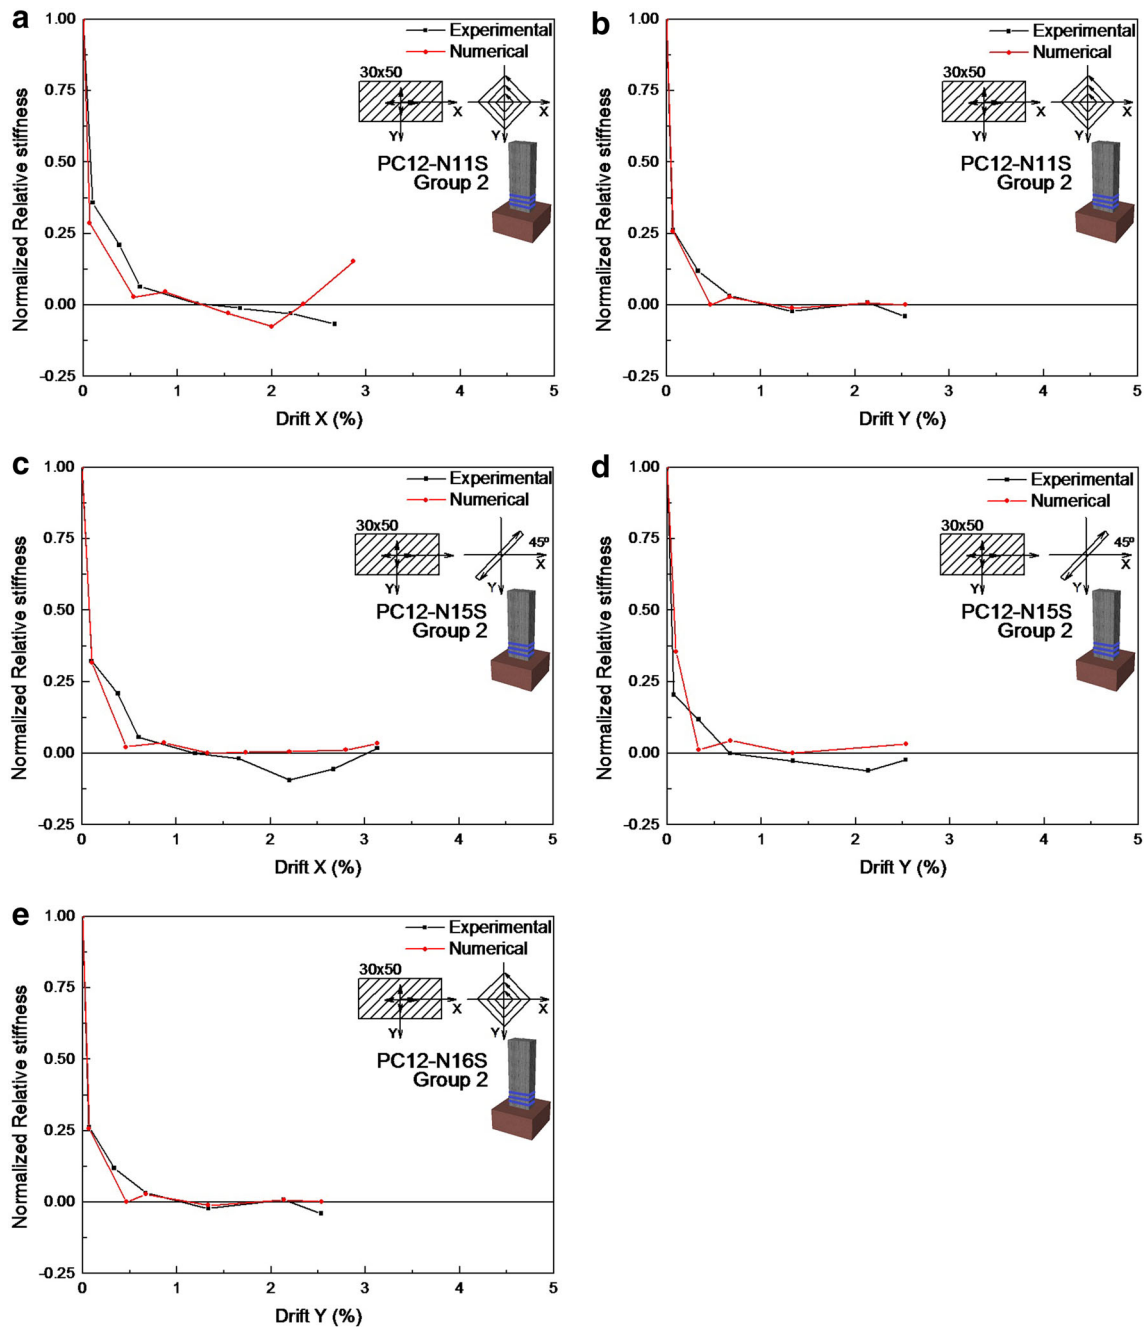 a
1.00
0.75
0.50
0.25
0.00
-0.25
Normalized Relative stiffness
Experimental
Numerical
30x50
X
Y
X
Y
PC12-N11S
Group 2
0 1 2 3 4 5
Drift X (%)
b
1.00
0.75
0.50
0.25
0.00
-0.25
Normalized Relative stiffness
Experimental
Numerical
30x50
X
Y
X
Y
PC12-N11S
Group 2
0 1 2 3 4 5
Drift Y (%)
c
1.00
0.75
0.50
0.25
0.00
-0.25
Normalized Relative stiffness
Experimental
Numerical
30x50
Y
45º
X
Y
PC12-N15S
Group 2
0 1 2 3 4 5
Drift X (%)
d
1.00
0.75
0.50
0.25
0.00
-0.25
Normalized Relative stiffness
Experimental
Numerical
30x50
Y
45º
X
Y
PC12-N15S
Group 2
0 1 2 3 4 5
Drift Y (%)
e
1.00
0.75
0.50
0.25
0.00
-0.25
Normalized Relative stiffness
Experimental
Numerical
30x50
X
Y
X
Y
PC12-N16S
Group 2
0 1 2 3 4 5
Drift Y (%)